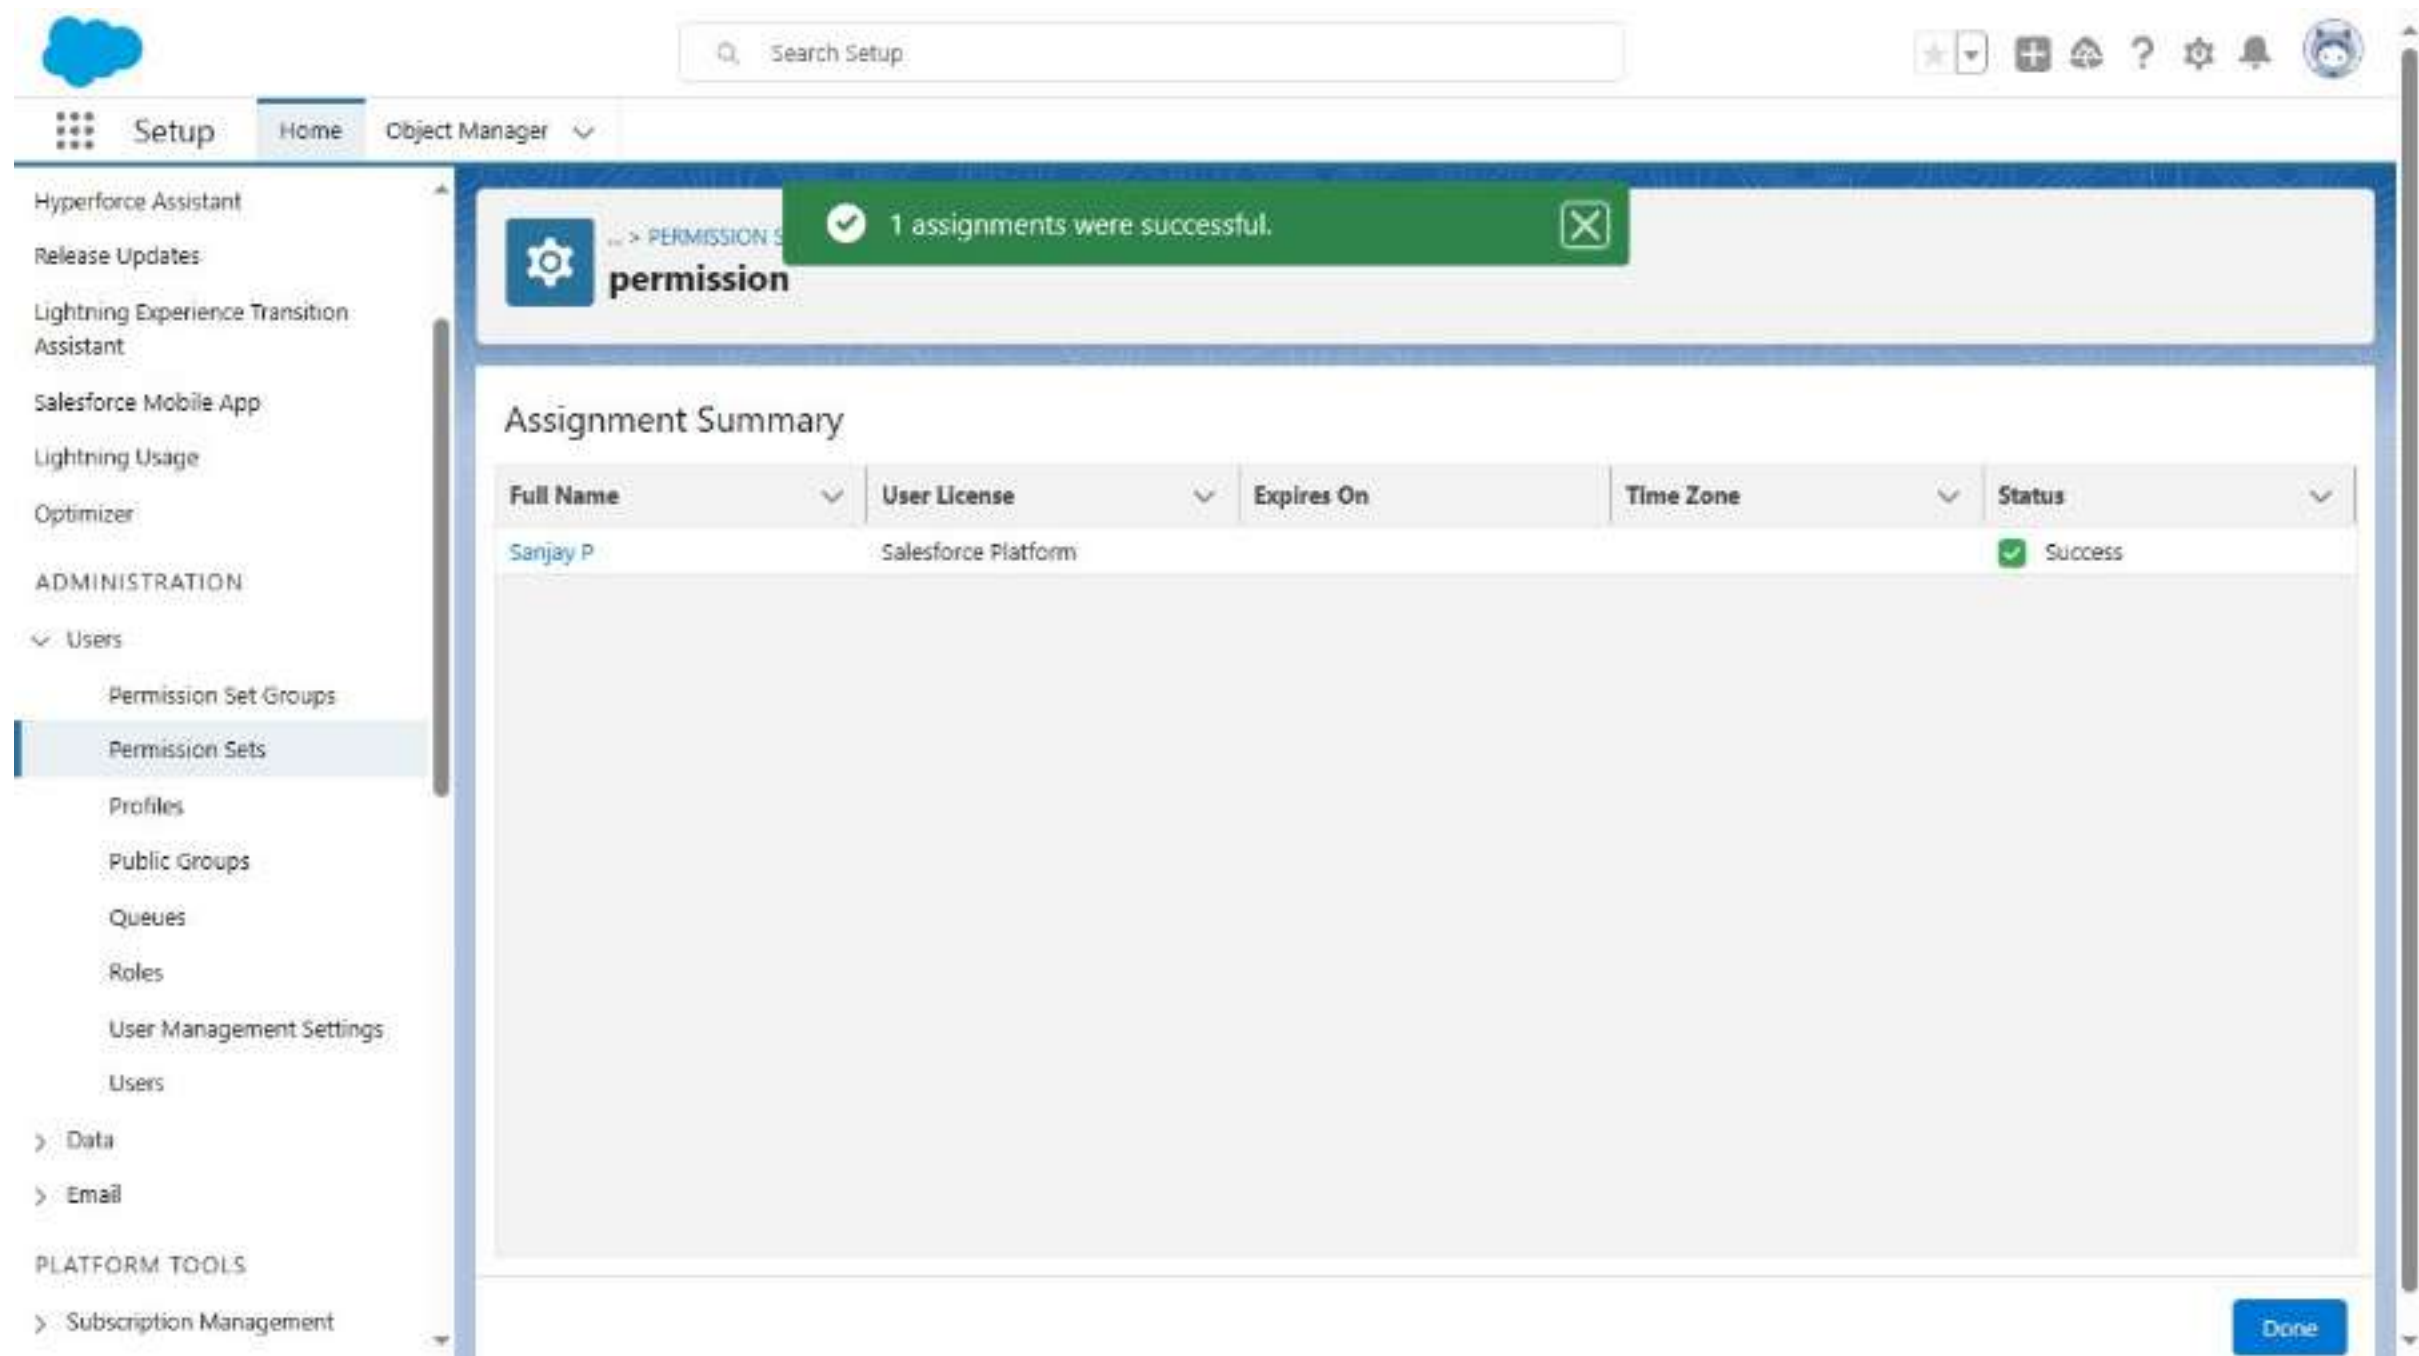 Search Setup
Setup
Home
Object Manager
Hyperforce Assistant
Release Updates
Lightning Experience Transition
Assistant
Salesforce Mobile App
Lightning Usage
Optimizer
ADMINISTRATION
Users
Permission Set Groups
Permission Sets
Profiles
Public Groups
Queues
Roles
User Management Settings
Users
Data
Email
PLATFORM TOOLS
Subscription Management
... > PERMISSION S
permission
1 assignments were successful.
Assignment Summary
Full Name User License Expires On Time Zone Status
Sanjay P Salesforce Platform Success
Done